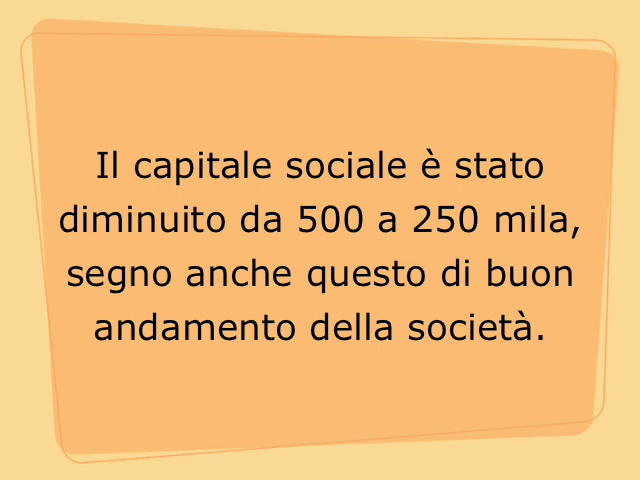 Il capitale sociale è stato
diminuito da 500 a 250 mila,
segno anche questo di buon
andamento della società.